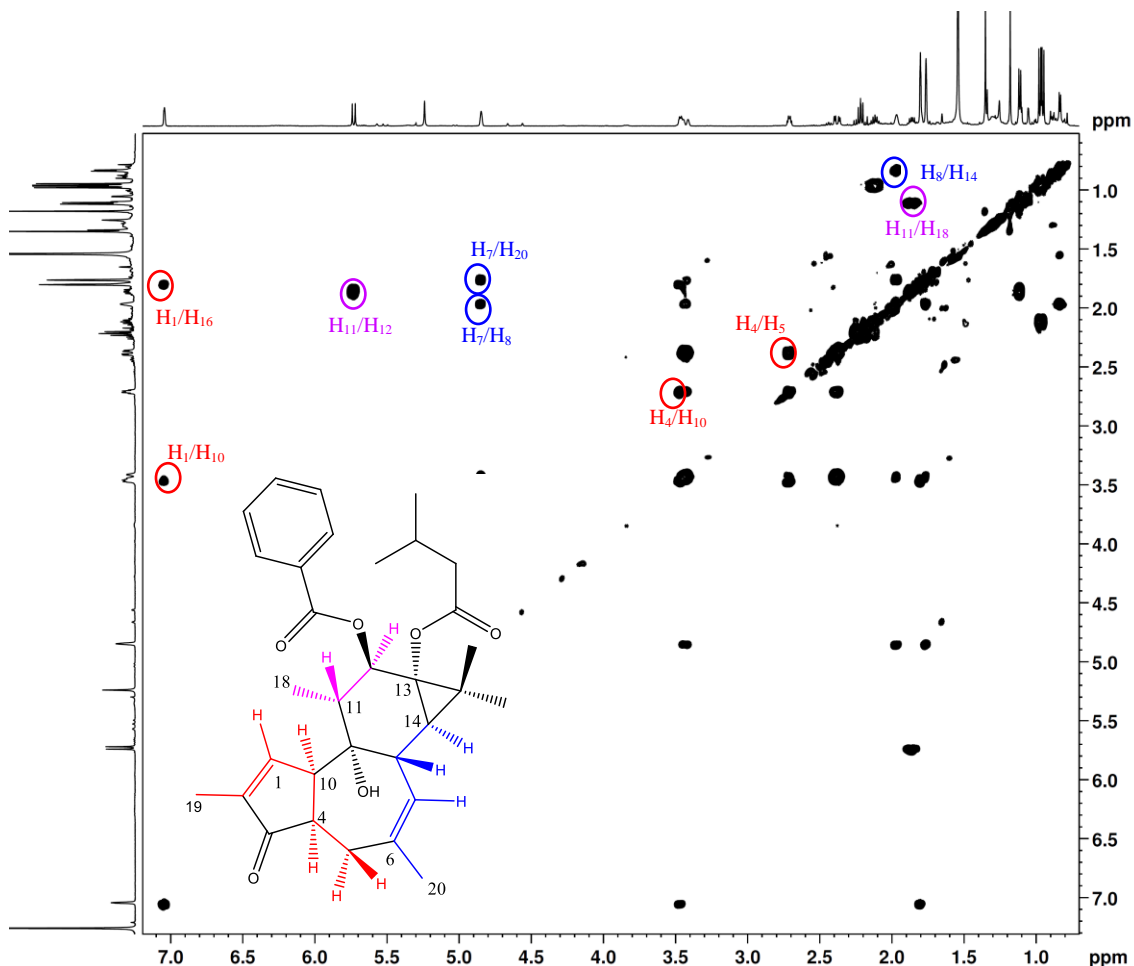 ppm
H₈/H₁₄
1.0
H₁₁/H₁₈
1.5
H₇/H₂₀
H₁/H₁₆
H₁₁/H₁₂
H₇/H₈
2.0
H₄/H₅
2.5
H₄/H₁₀
3.0
H₁/H₁₀
3.5
4.0
4.5
O
O
O
O
H
H
5.0
18
13
11
14
H
5.5
H
H
H
1
10
OH
H
6.0
19
4
6
6.5
O
H
H
H
20
7.0
7.0 6.5 6.0 5.5 5.0 4.5 4.0 3.5 3.0 2.5 2.0 1.5 1.0 ppm